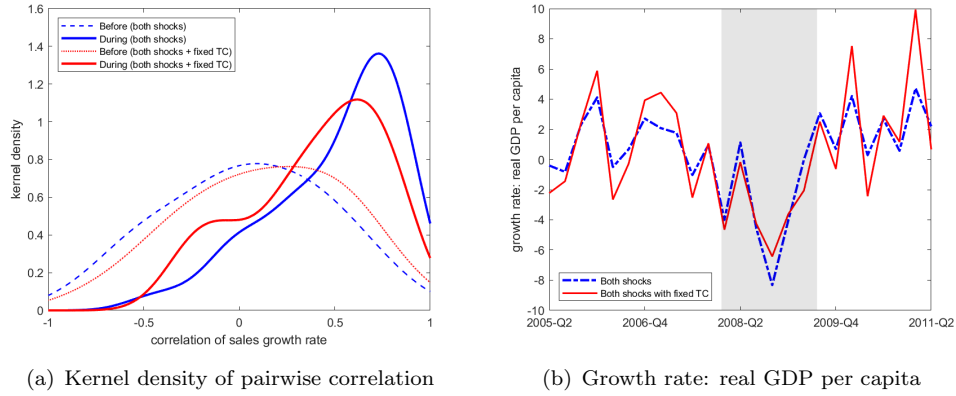 1.6
1.4
1.2
1
0.8
0.6
0.4
0.2
0
kernel density
Before (both shocks)
During (both shocks)
Before (both shocks + fixed TC)
During (both shocks + fixed TC)
-1
-0.5
0
0.5
1
correlation of sales growth rate
(a) Kernel density of pairwise correlation
10
8
6
4
2
0
-2
-4
-6
-8
-10
growth rate: real GDP per capita
Both shocks
Both shocks with fixed TC
2005-Q2
2006-Q4
2008-Q2
2009-Q4
2011-Q2
(b) Growth rate: real GDP per capita